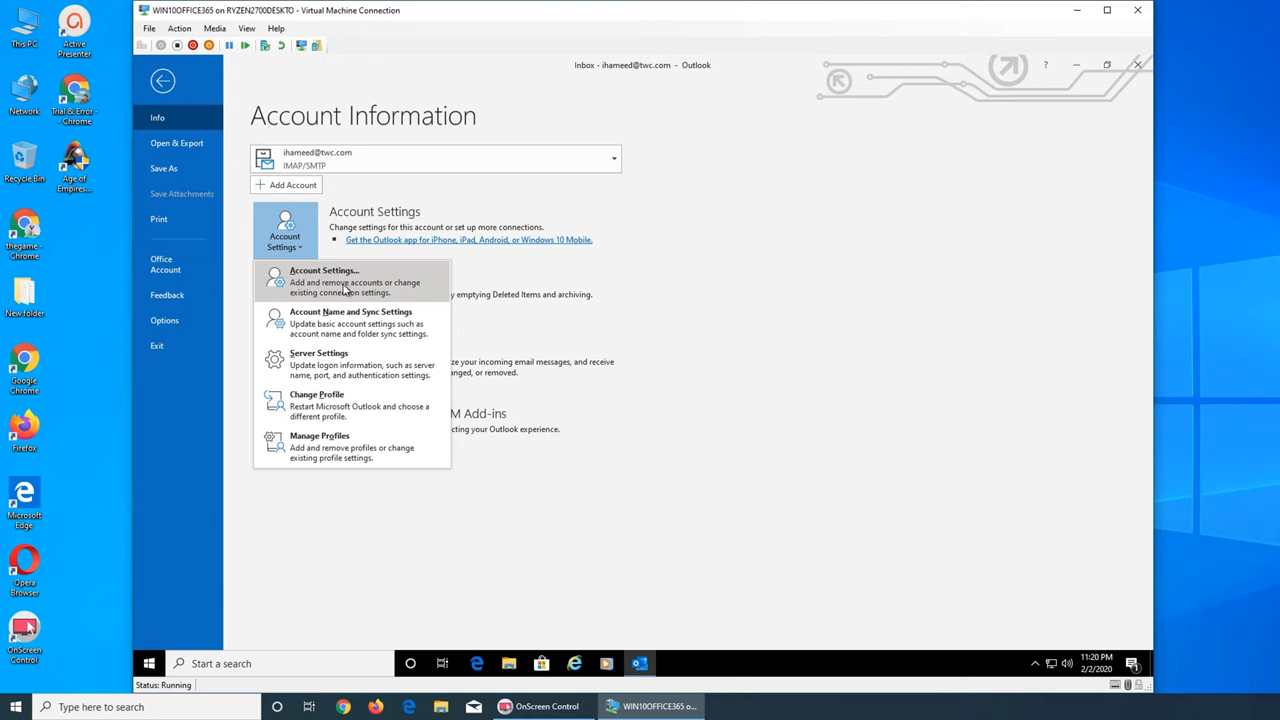 WIN10OFFICE365 on RYZEN2700DESKTO - Virtual Machine Connection
File Action Media View Help
This PC
Active
Presenter
Network
Trial & Error -
- Chrome
Recycle Bin
Age of
Empires...
thegame -
Chrome
New folder
Google
Chrome
Firefox
Microsoft
Edge
Opera
Browser
OnScreen
Control
Inbox - ihameed@twc.com - Outlook
?
Info
Open & Export
Save As
Save Attachments
Print
Office
Account
Feedback
Options
Exit
Account Information
ihameed@twc.com
IMAP/SMTP
Add Account
Account
Settings
Account Settings
Change settings for this account or set up more connections.
Get the Outlook app for iPhone, iPad, Android, or Windows 10 Mobile.
Account Settings...
Add and remove accounts or change
existing connection settings.
y emptying Deleted Items and archiving.
Account Name and Sync Settings
Update basic account settings such as
account name and folder sync settings.
Server Settings
Update logon information, such as server
name, port, and authentication settings.
ze your incoming email messages, and receive
anged, or removed.
Change Profile
Restart Microsoft Outlook and choose a
different profile.
M Add-ins
cting your Outlook experience.
Manage Profiles
Add and remove profiles or change
existing profile settings.
Start a search
11:20 PM
2/2/2020
1
Status: Running
Type here to search
OnScreen Control
WIN10OFFICE365 o...